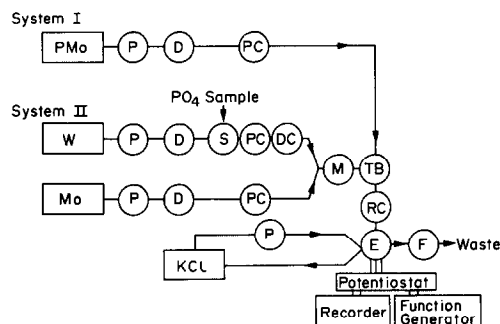 System I
PMo P D PC
System II
PO4 Sample
W P D S PC DC
M TB
Mo P D PC
RC
P E F Waste
KCL
Potentiostat
Recorder Function
Generator